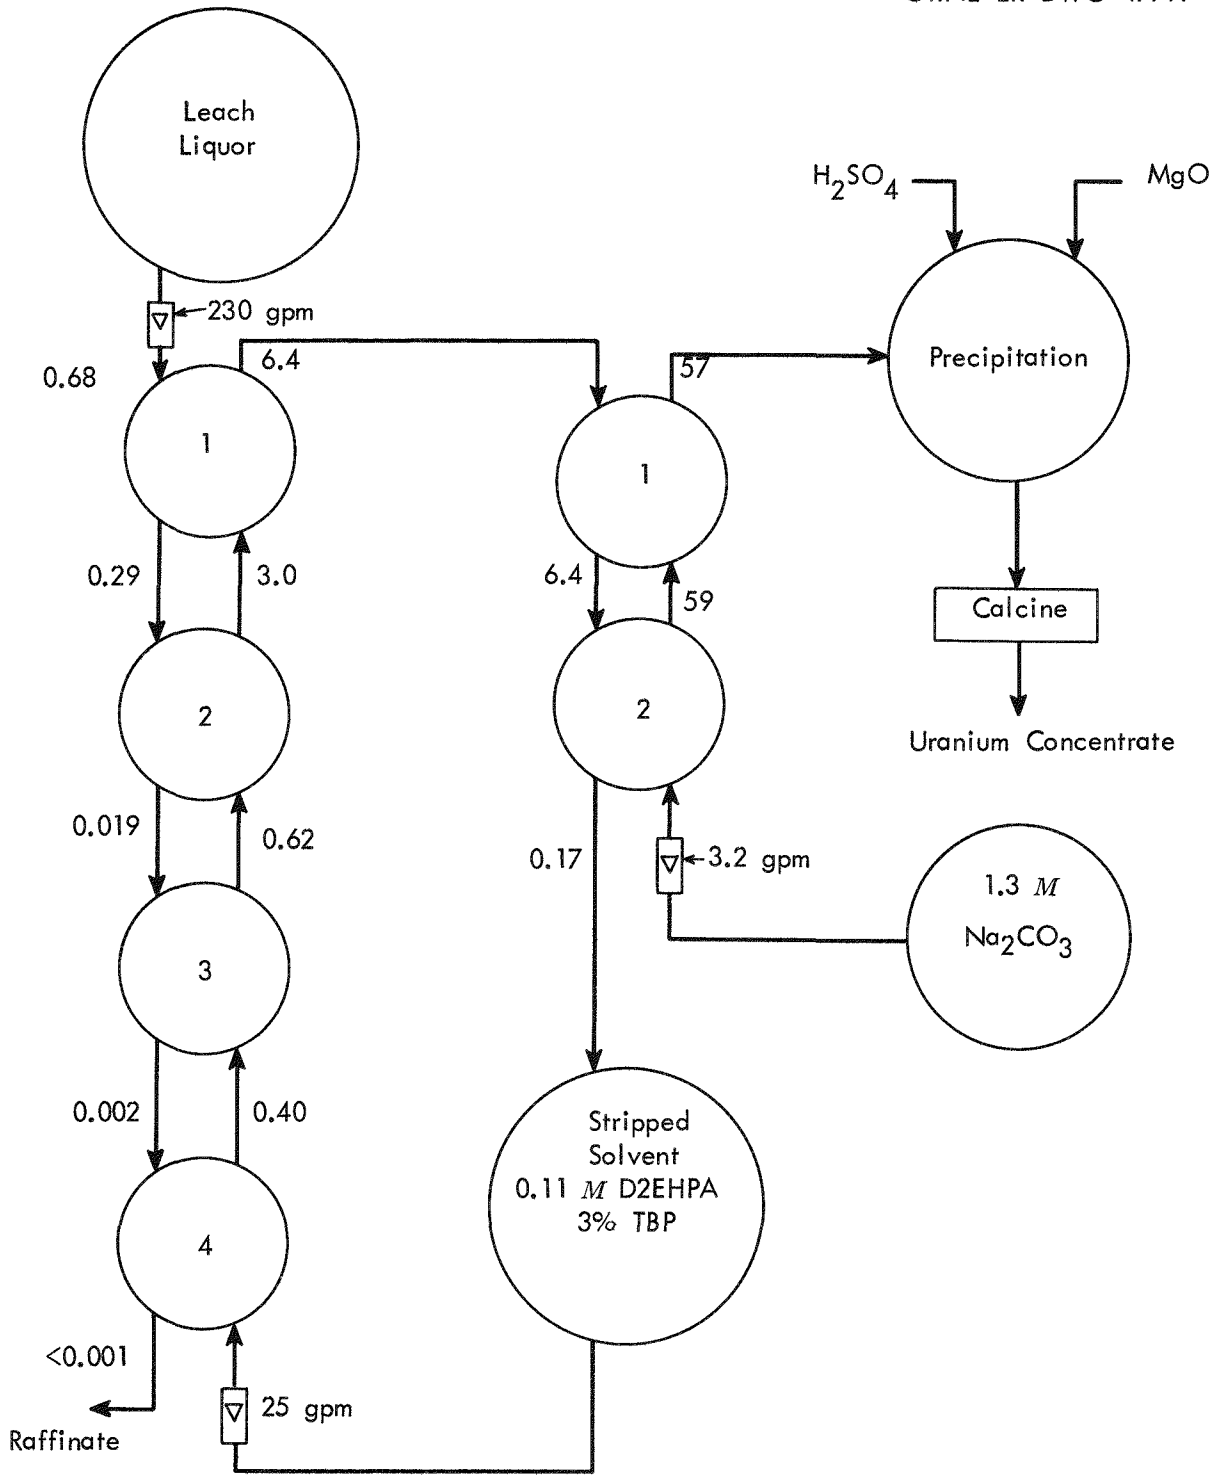 Leach
Liquor
230 gpm
0.68
6.4
1
0.29
3.0
2
0.019
0.62
3
0.002
0.40
4
<0.001
Raffinate
25 gpm
57
1
6.4
59
2
0.17
3.2 gpm
1.3 M
Na2CO3
Stripped
Solvent
0.11 M D2EHPA
3% TBP
H2SO4
MgO
Precipitation
Calcine
Uranium Concentrate